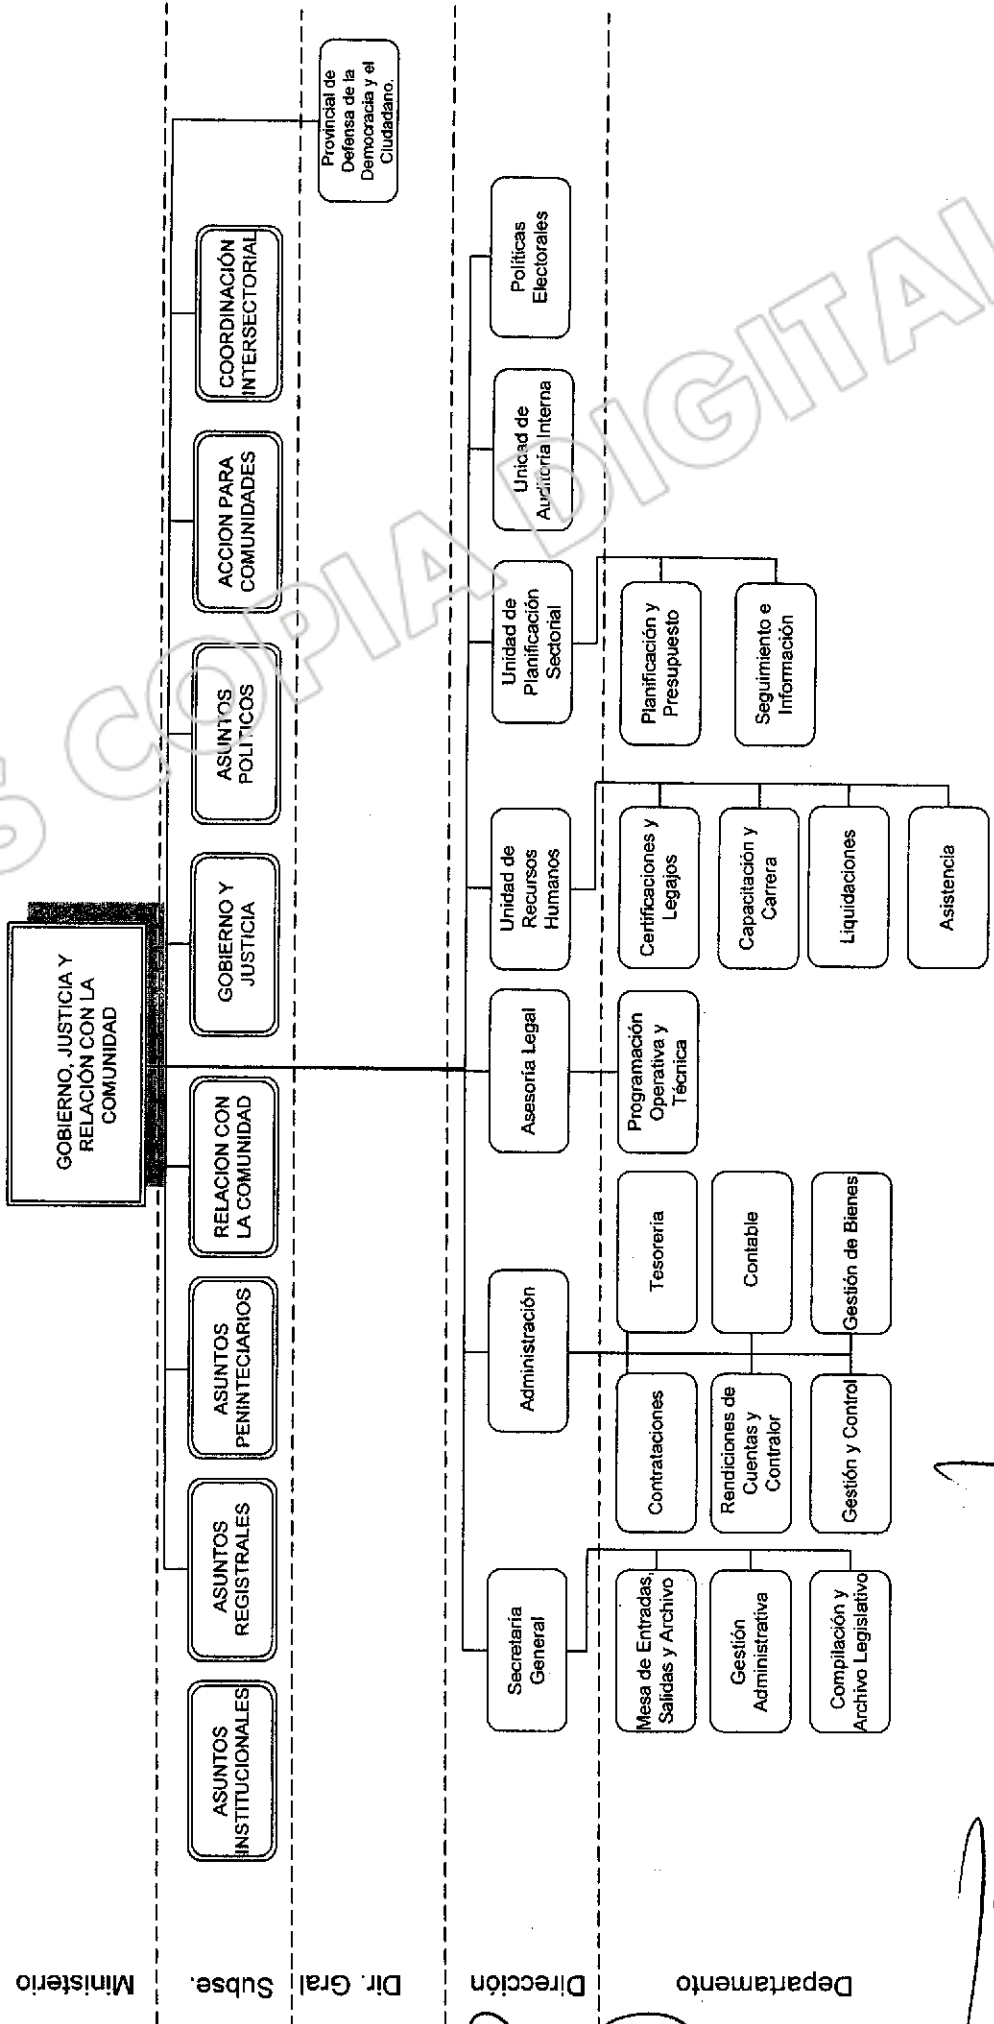 Ministerio
GOBIERNO, JUSTICIA Y
RELACIÓN CON LA
COMUNIDAD
Subse.
ASUNTOS
INSTITUCIONALES
ASUNTOS
REGISTRALES
ASUNTOS
PENINTECIARIOS
RELACION CON
LA COMUNIDAD
GOBIERNO Y
JUSTICIA
ASUNTOS
POLITICOS
ACCION PARA
COMUNIDADES
COORDINACIÓN
INTERSECTORIAL
Dir. Gral
Provincial de
Defensa de la
Democracia y el
Ciudadano.
Dirección
Secretaría
General
Administración
Asesoría Legal
Unidad de
Recursos
Humanos
Unidad de
Planificación
Sectorial
Unidad de
Auditoría Interna
Políticas
Electorales
Departamento
Mesa de Entradas,
Salidas y Archivo
Gestión
Administrativa
Compilación y
Archivo Legislativo
Contrataciones
Rendiciones de
Cuentas y
Contralor
Gestión y Control
Tesorería
Contable
Gestión de Bienes
Programación
Operativa y
Técnica
Certificaciones y
Legajos
Capacitación y
Carrera
Liquidaciones
Asistencia
Planificación y
Presupuesto
Seguimiento e
Información
S COPIA DIGITAL